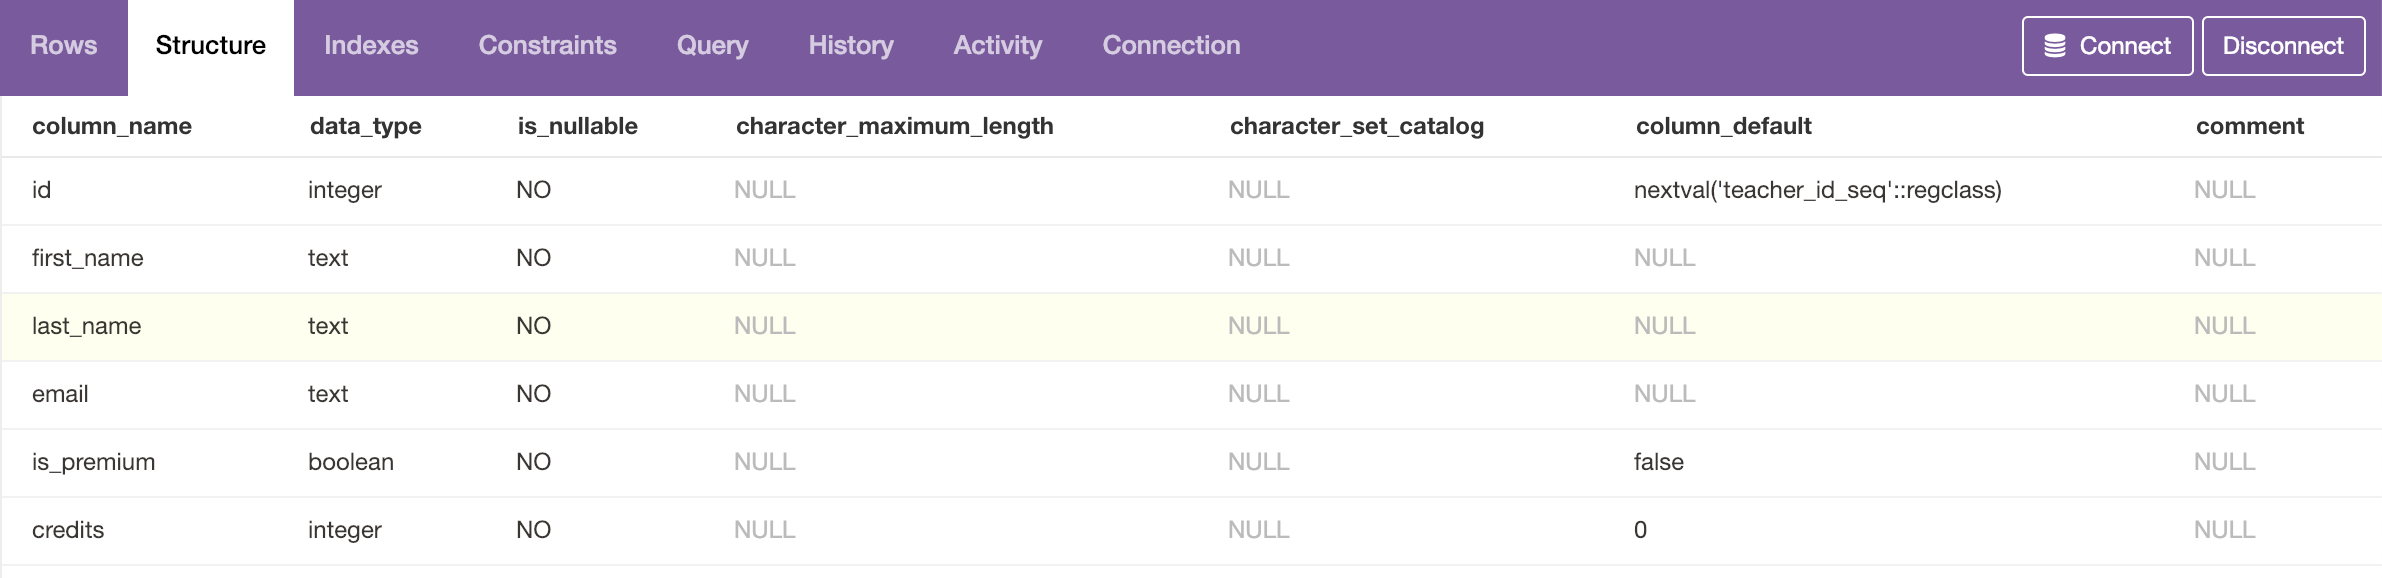 Rows Structure Indexes Constraints Query History Activity Connection Connect Disconnect
column_name data_type is_nullable character_maximum_length character_set_catalog column_default comment
id integer NO NULL NULL nextval('teacher_id_seq'::regclass) NULL
first_name text NO NULL NULL NULL NULL
last_name text NO NULL NULL NULL NULL
email text NO NULL NULL NULL NULL
is_premium boolean NO NULL NULL false NULL
credits integer NO NULL NULL 0 NULL